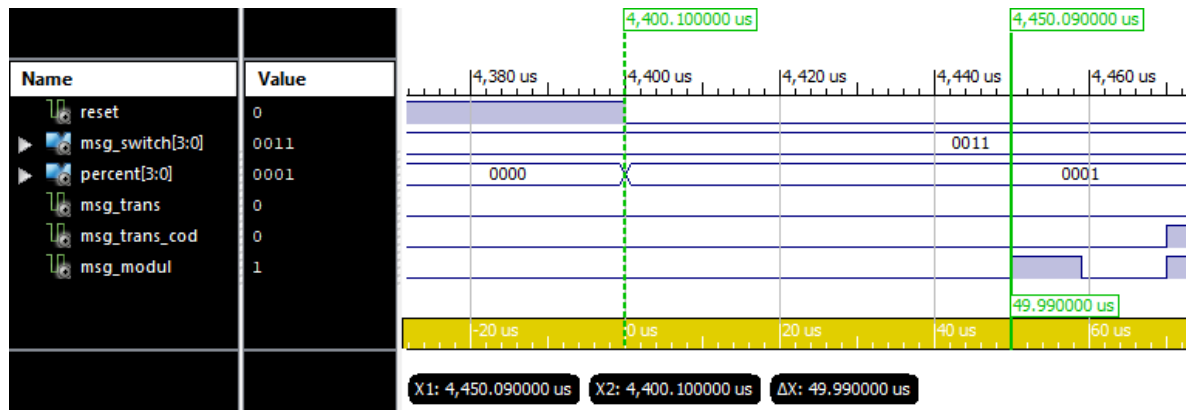 4,400.100000 us 4,450.090000 us
Name Value 4,380 us 4,400 us 4,420 us 4,440 us 4,460 us
reset 0
msg_switch[3:0] 0011 0011
percent[3:0] 0001 0000 0001
msg_trans 0
msg_trans_cod 0
msg_modul 1
49.990000 us
-20 us 0 us 20 us 40 us 60 us
X1: 4,450.090000 us X2: 4,400.100000 us ΔX: 49.990000 us